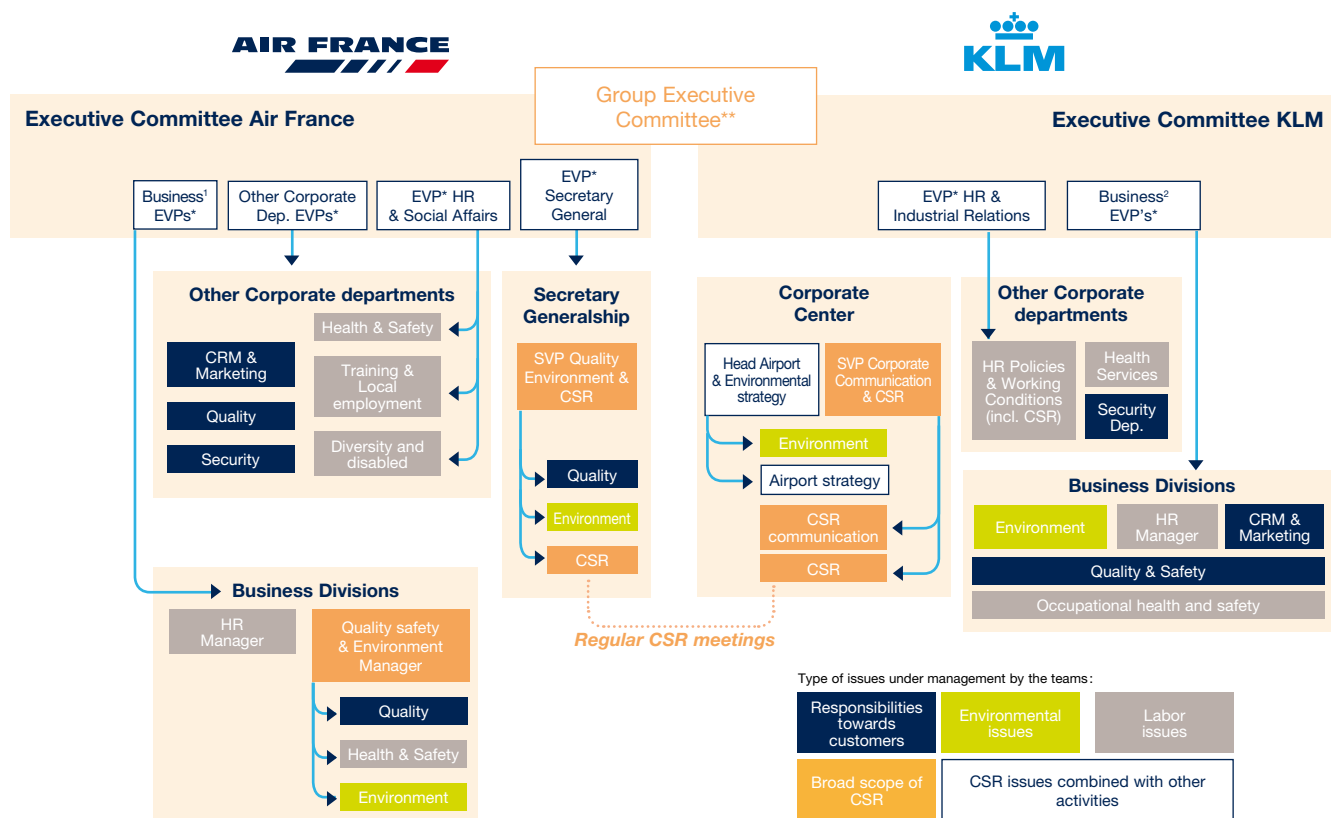 AIR FRANCE
KLM
Group Executive
Committee**
Executive Committee Air France
Executive Committee KLM
Business¹
EVPs*
Other Corporate
Dep. EVPs*
EVP* HR
& Social Affairs
EVP*
Secretary
General
EVP* HR &
Industrial Relations
Business²
EVP's*
Other Corporate departments
Health & Safety
CRM &
Marketing
Training &
Local
employment
Quality
Diversity and
disabled
Security
Secretary
Generalship
SVP Quality
Environment &
CSR
Quality
Environment
CSR
Corporate
Center
Head Airport
& Environmental
strategy
SVP Corporate
Communication
& CSR
Environment
Airport strategy
CSR
communication
CSR
Other Corporate
departments
HR Policies
& Working
Conditions
(incl. CSR)
Health
Services
Security
Dep.
Business Divisions
Environment
HR
Manager
CRM &
Marketing
Quality & Safety
Occupational health and safety
Business Divisions
HR
Manager
Quality safety
& Environment
Manager
Quality
Health & Safety
Environment
Regular CSR meetings
Type of issues under management by the teams:
Responsibilities
towards
customers
Environmental
issues
Labor
issues
Broad scope of
CSR
CSR issues combined with other
activities